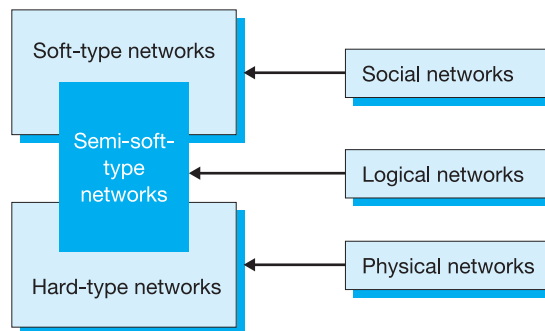 Soft-type networks
Social networks
Semi-soft-
type
networks
Logical networks
Physical networks
Hard-type networks